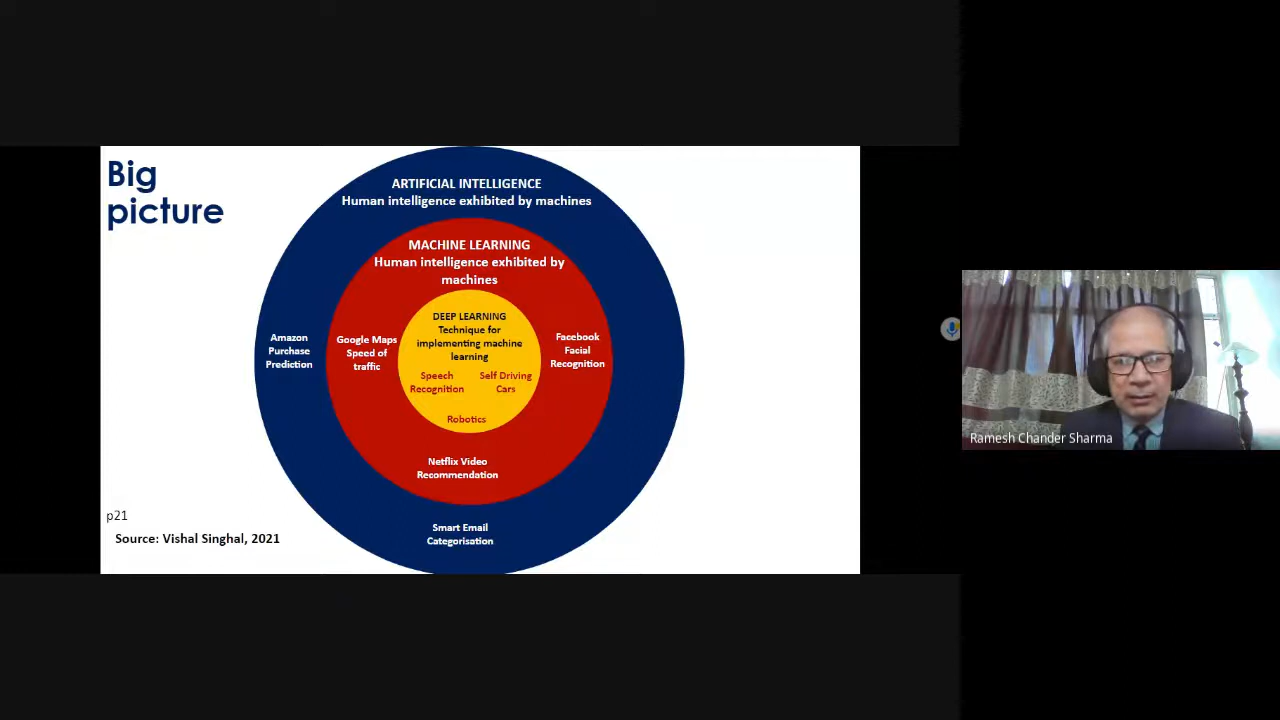 Big
picture
ARTIFICIAL INTELLIGENCE
Human intelligence exhibited by machines
MACHINE LEARNING
Human intelligence exhibited by
machines
DEEP LEARNING
Technique for
implementing machine
learning
Speech
Recognition
Self Driving
Cars
Robotics
Amazon
Purchase
Prediction
Google Maps
Speed of
traffic
Facebook
Facial
Recognition
Netflix Video
Recommendation
Smart Email
Categorisation
p21
Source: Vishal Singhal, 2021
Ramesh Chander Sharma